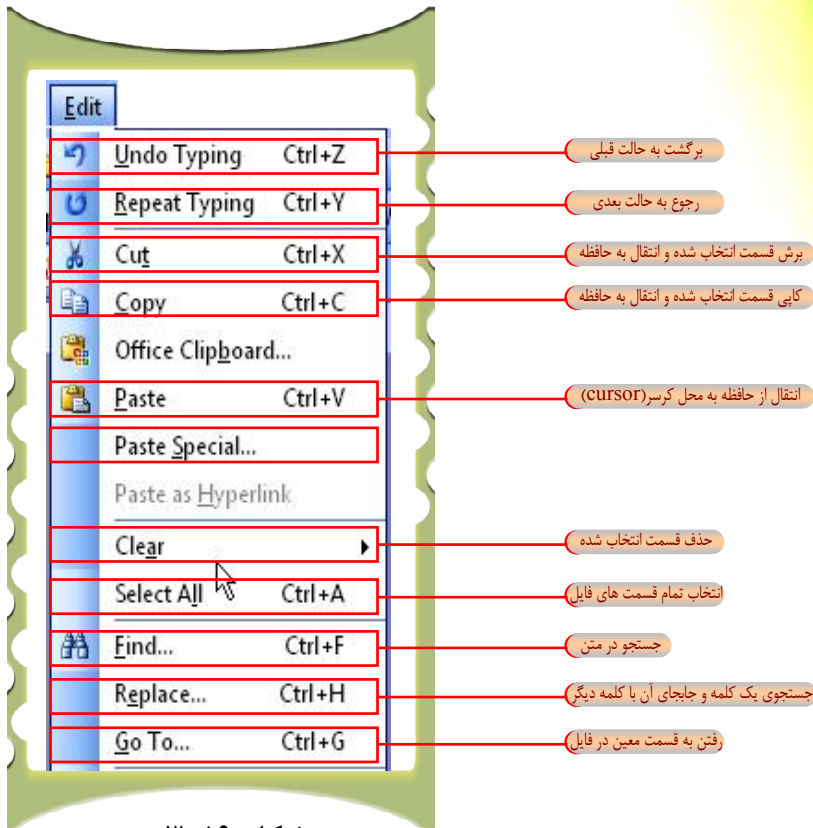 Edit
Undo Typing Ctrl+Z برگشت به حالت قبلی
Repeat Typing Ctrl+Y رجوع به حالت بعدی
Cut Ctrl+X برش قسمت انتخاب شده و انتقال به حافظه
Copy Ctrl+C کاپی قسمت انتخاب شده و انتقال به حافظه
Office Clipboard...
Paste Ctrl+V انتقال از حافظه به محل کرسر(cursor)
Paste Special...
Paste as Hyperlink
Clear حذف قسمت انتخاب شده
Select All Ctrl+A انتخاب تمام قسمت های فایل
Find... Ctrl+F جستجو در متن
Replace... Ctrl+H جستجوی یک کلمه و جابجای آن با کلمه دیگر
Go To... Ctrl+G رفتن به قسمت معین در فایل